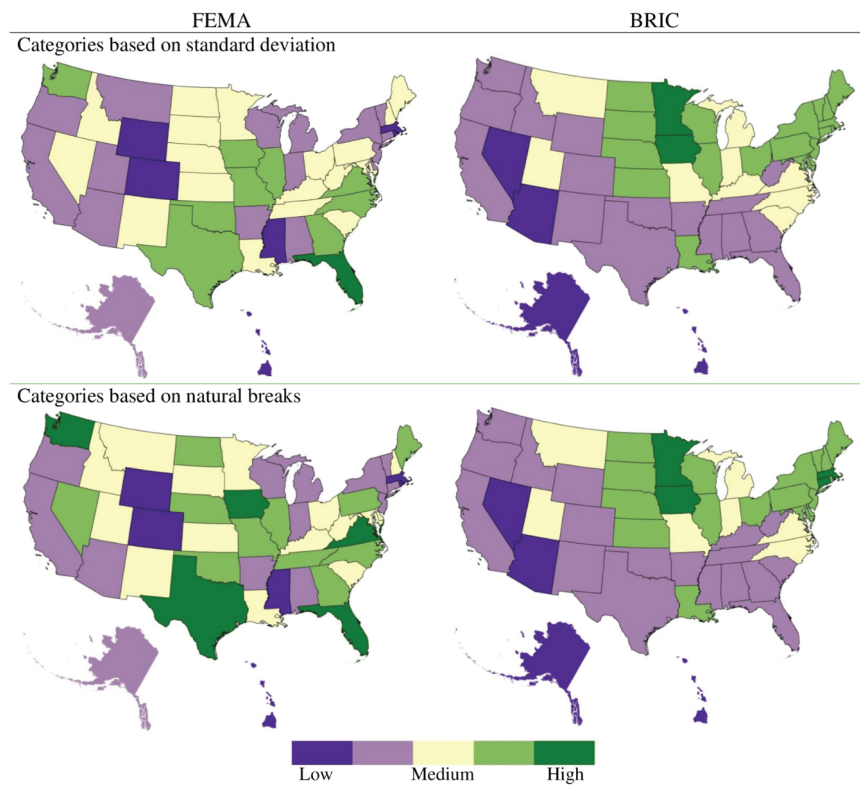 FEMA BRIC
Categories based on standard deviation
Categories based on natural breaks
Low Medium High